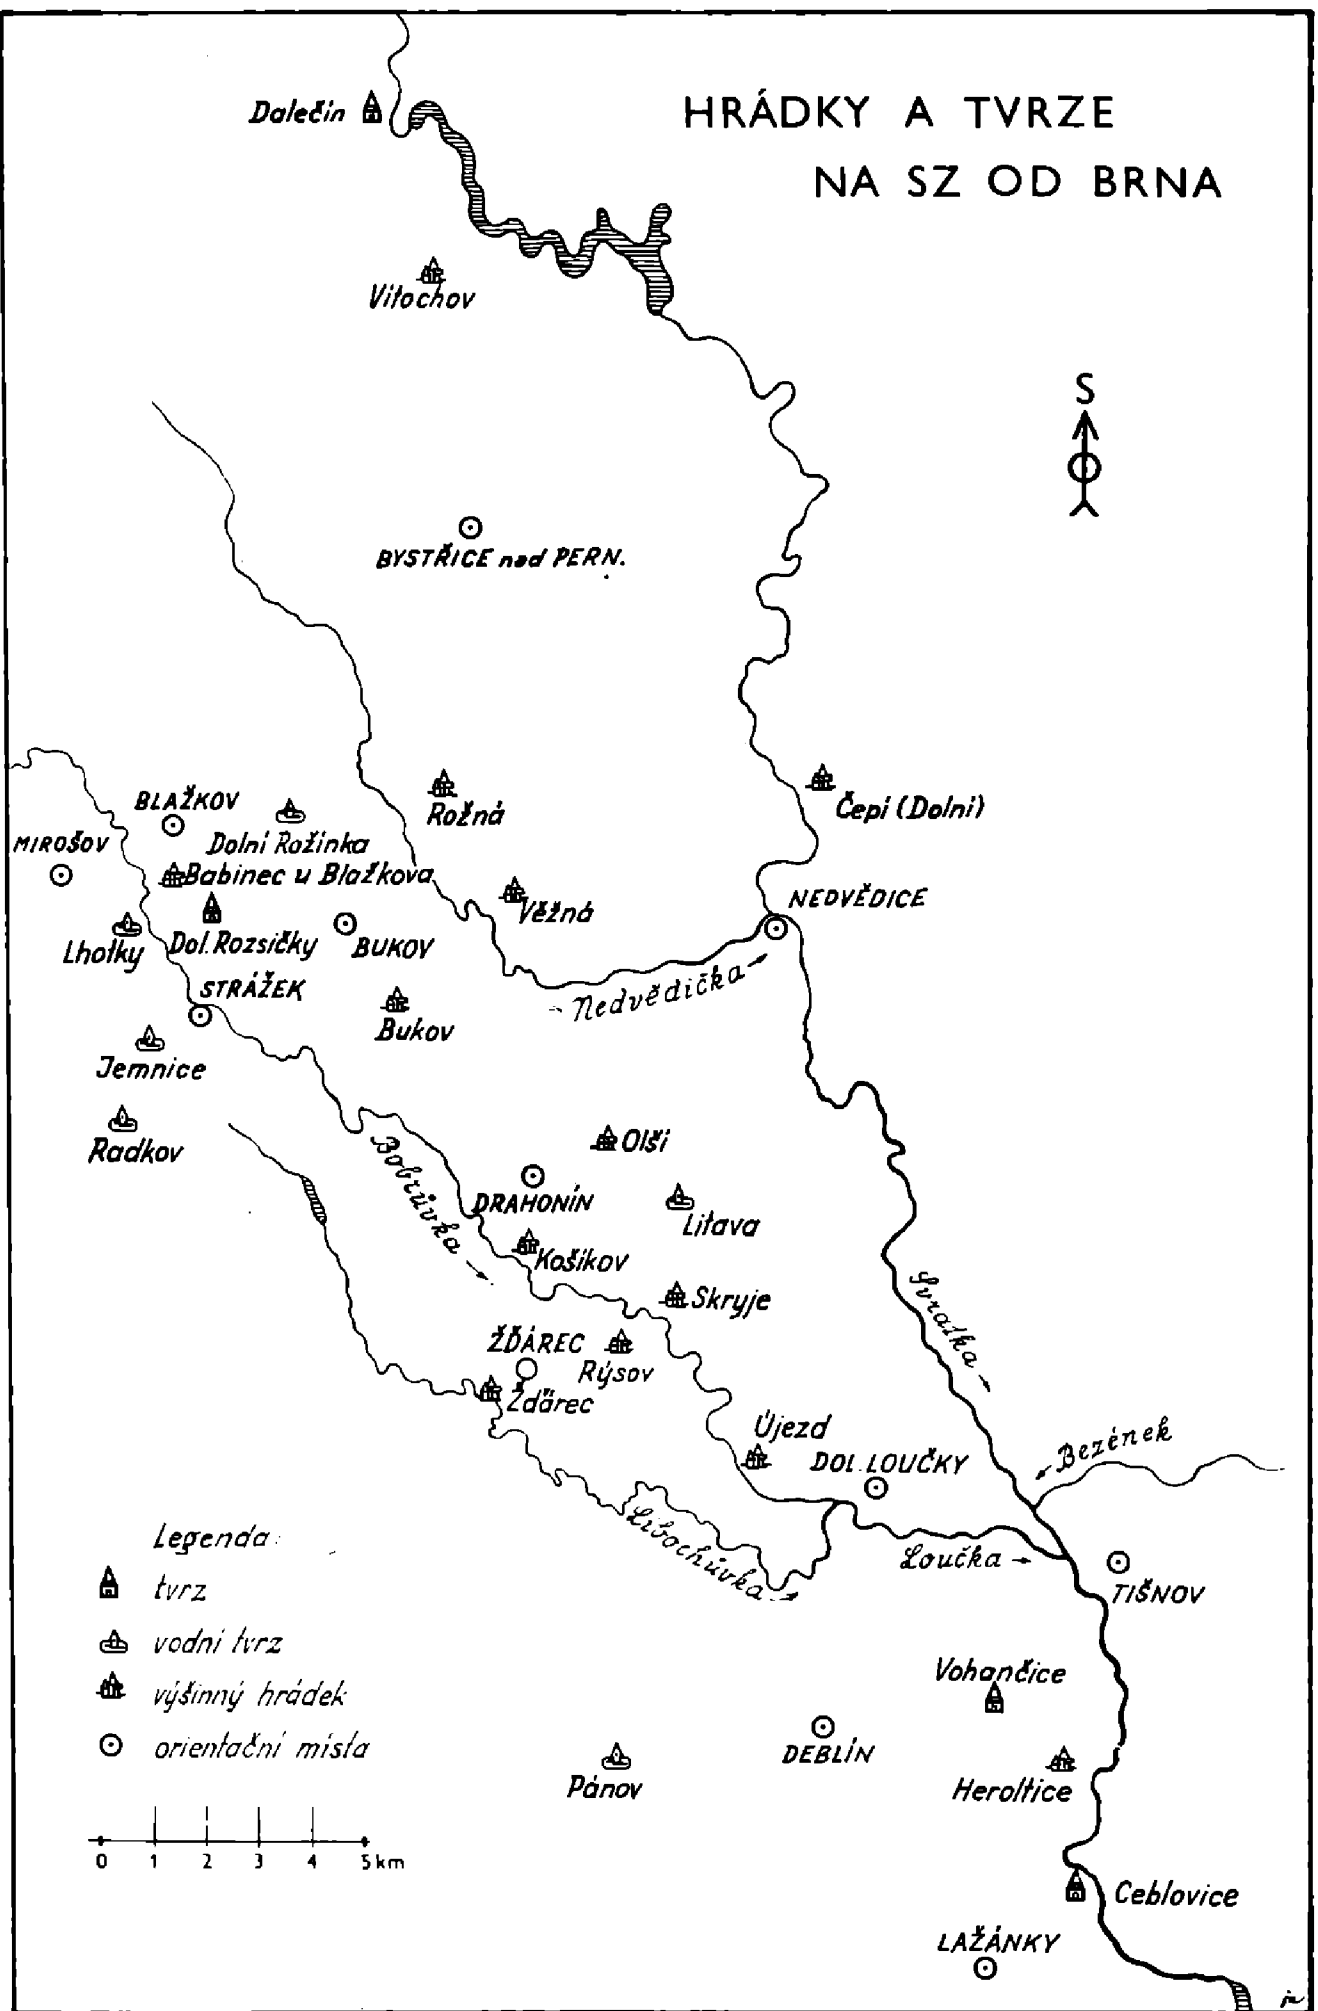 HRÁDKY A TVRZE
NA SZ OD BRNA
Dalečín
Vítochov
S
BYSTŘICE nad PERN.
Rožná
Čepí (Dolní)
BLAŽKOV
Dolní Rožínka
MIROŠOV
Babinec u Blažkova
Věžná
NEDVĚDICE
Lhotky
Dol. Rozsičky
BUKOV
STRÁŽEK
Nedvědička
Bukov
Jemnice
Radkov
Olší
Bobrůvka
DRAHONÍN
Litava
Košíkov
Skryje
Svratka
ŽĎÁREC
Rýsov
Žďárec
Újezd
DOL. LOUČKY
Bezének
Libochůvka
Loučka
TIŠNOV
Legenda:
tvrz
vodní tvrz
výšinný hrádek
orientační místa
Vohančice
DEBLÍN
Pánov
Heroltice
0 1 2 3 4 5 km
Ceblovice
LAŽÁNKY